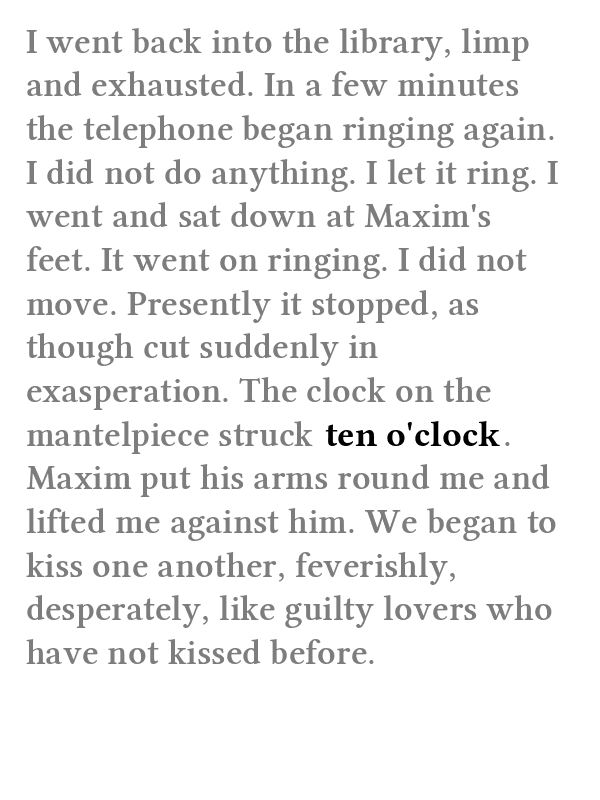 I went back into the library, limp
and exhausted. In a few minutes
the telephone began ringing again.
I did not do anything. I let it ring. I
went and sat down at Maxim's
feet. It went on ringing. I did not
move. Presently it stopped, as
though cut suddenly in
exasperation. The clock on the
mantelpiece struck ten o'clock.
Maxim put his arms round me and
lifted me against him. We began to
kiss one another, feverishly,
desperately, like guilty lovers who
have not kissed before.